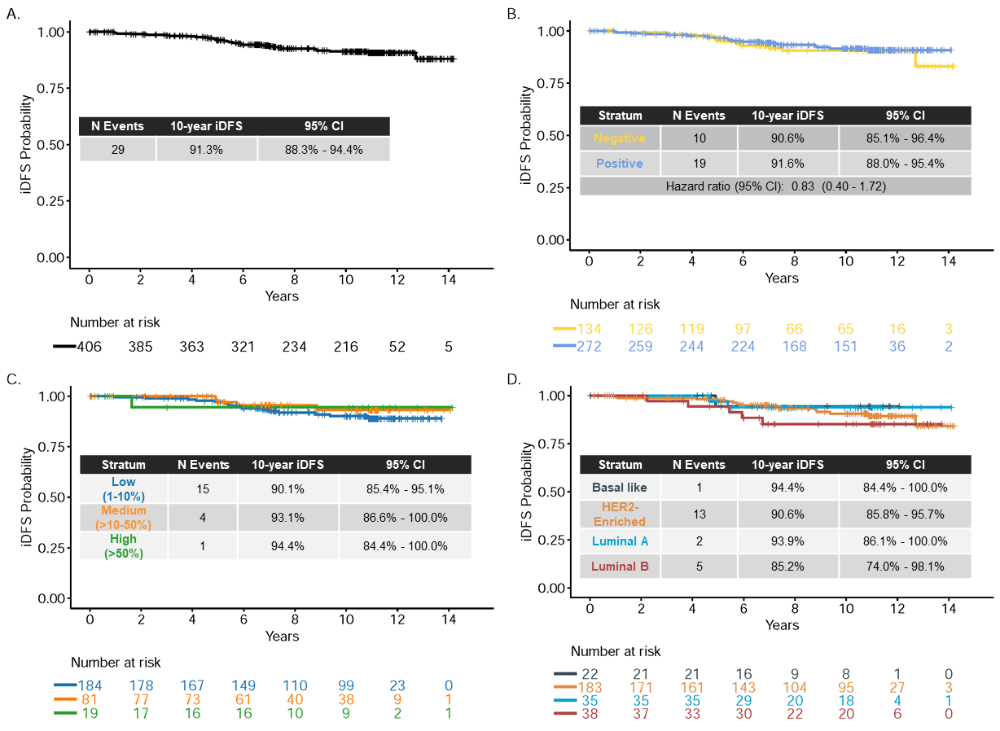 A.
iDFS Probability
1.00
0.75
0.50
0.25
0.00
N Events 10-year iDFS 95% CI
29 91.3% 88.3% - 94.4%
0 2 4 6 8 10 12 14
Years
Number at risk
406 385 363 321 234 216 52 5
B.
iDFS Probability
1.00
0.75
0.50
0.25
0.00
Stratum N Events 10-year iDFS 95% CI
Negative 10 90.6% 85.1% - 96.4%
Positive 19 91.6% 88.0% - 95.4%
Hazard ratio (95% CI): 0.83 (0.40 - 1.72)
0 2 4 6 8 10 12 14
Years
Number at risk
134 126 119 97 66 65 16 3
272 259 244 224 168 151 36 2
C.
iDFS Probability
1.00
0.75
0.50
0.25
0.00
Stratum N Events 10-year iDFS 95% CI
Low
(1-10%) 15 90.1% 85.4% - 95.1%
Medium
(>10-50%) 4 93.1% 86.6% - 100.0%
High
(>50%) 1 94.4% 84.4% - 100.0%
0 2 4 6 8 10 12 14
Years
Number at risk
184 178 167 149 110 99 23 0
81 77 73 61 40 38 9 1
19 17 16 16 10 9 2 1
D.
iDFS Probability
1.00
0.75
0.50
0.25
0.00
Stratum N Events 10-year iDFS 95% CI
Basal like 1 94.4% 84.4% - 100.0%
HER2-
Enriched 13 90.6% 85.8% - 95.7%
Luminal A 2 93.9% 86.1% - 100.0%
Luminal B 5 85.2% 74.0% - 98.1%
0 2 4 6 8 10 12 14
Years
Number at risk
22 21 21 16 9 8 1 0
183 171 161 143 104 95 27 3
35 35 35 29 20 18 4 1
38 37 33 30 22 20 6 0